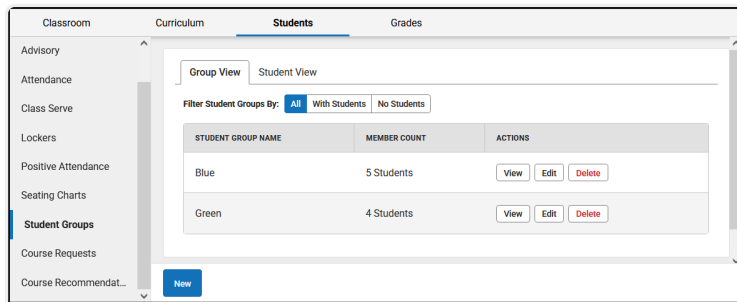 Classroom Curriculum Students Grades
Advisory
Attendance
Class Serve
Lockers
Positive Attendance
Seating Charts
Student Groups
Course Requests
Course Recommendat...
Group View Student View
Filter Student Groups By: All With Students No Students
STUDENT GROUP NAME MEMBER COUNT ACTIONS
Blue 5 Students View Edit Delete
Green 4 Students View Edit Delete
New